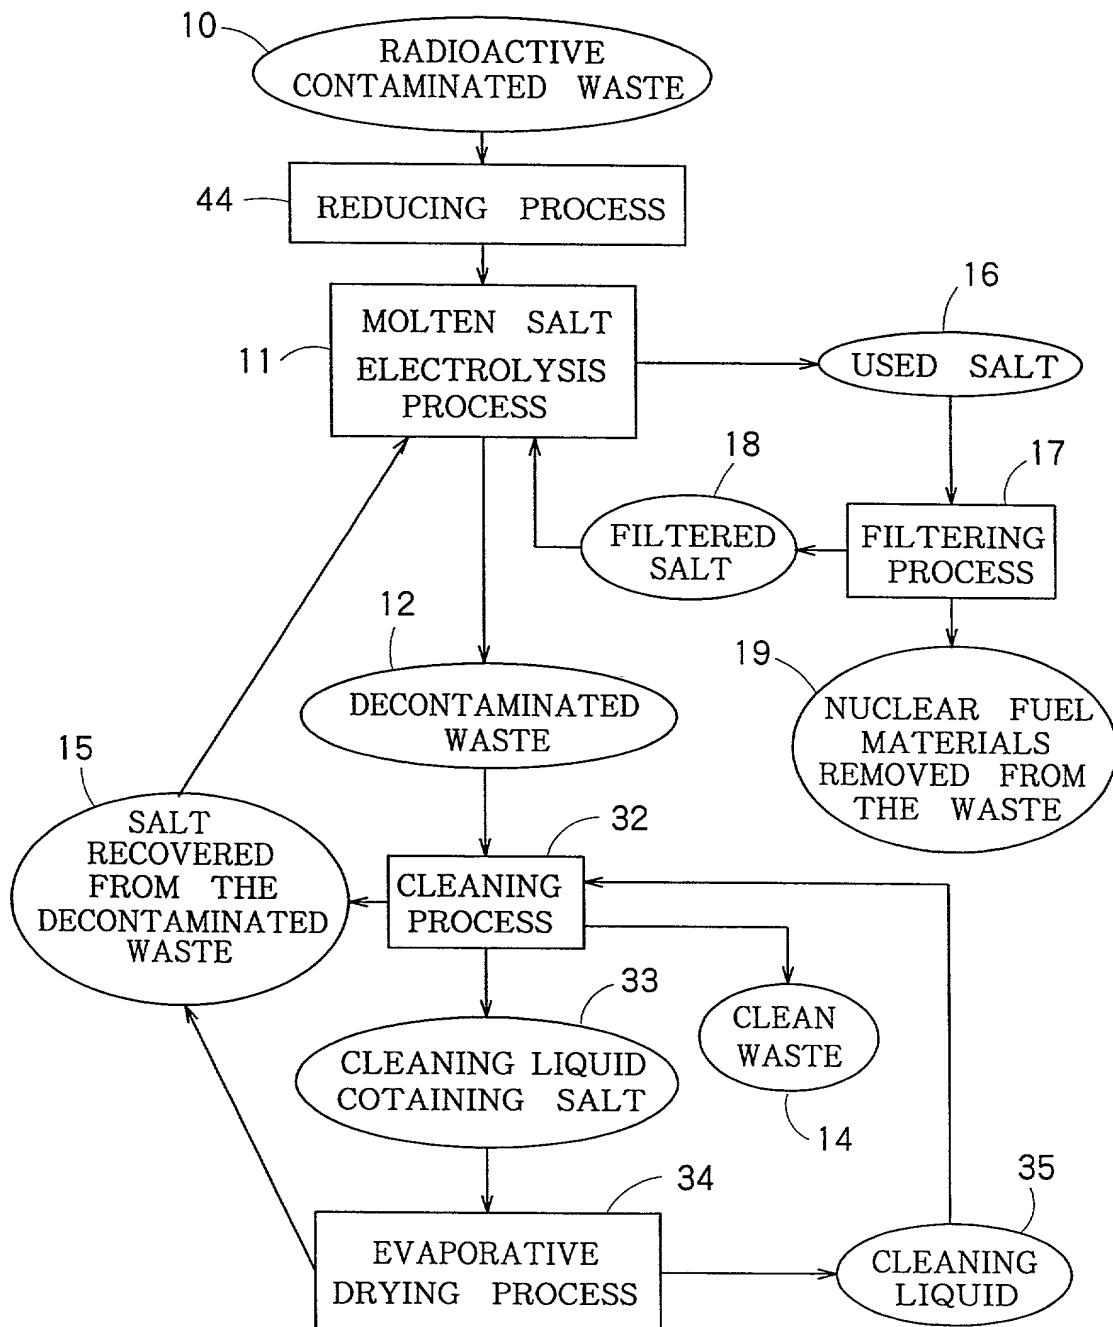 10
RADIOACTIVE
CONTAMINATED WASTE
44
REDUCING PROCESS
11
MOLTEN SALT
ELECTROLYSIS
PROCESS
16
USED SALT
18
FILTERED
SALT
17
FILTERING
PROCESS
12
DECONTAMINATED
WASTE
19
NUCLEAR FUEL
MATERIALS
REMOVED FROM
THE WASTE
15
SALT
RECOVERED
FROM THE
DECONTAMINATED
WASTE
32
CLEANING
PROCESS
33
CLEANING LIQUID
COTAINING SALT
CLEAN
WASTE
14
34
EVAPORATIVE
DRYING PROCESS
35
CLEANING
LIQUID